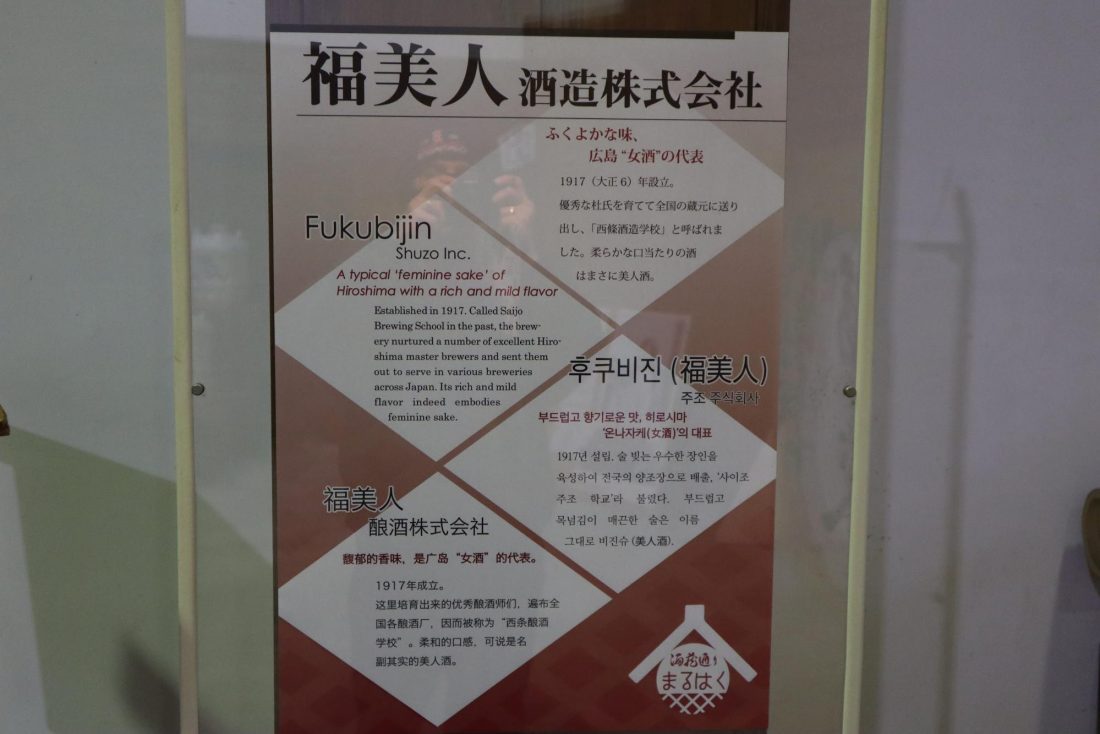 福美人 酒造株式会社
ふくよかな味、
広島“女酒”の代表
1917（大正6）年設立。
優秀な杜氏を育てて全国の蔵元に送り
出し、「西條酒造学校」と呼ばれま
した。柔らかな口当たりの酒
はまさに美人酒。
Fukubijin
Shuzo Inc.
A typical ‘feminine sake’ of
Hiroshima with a rich and mild flavor
Established in 1917. Called Saijo
Brewing School in the past, the brew-
ery nurtured a number of excellent Hiro-
shima master brewers and sent them
out to serve in various breweries
across Japan. Its rich and mild
flavor indeed embodies
feminine sake.
후쿠비진 (福美人)
주조 주식회사
부드럽고 향기로운 맛, 히로시마
‘온나자케(女酒)’의 대표
1917년 설립. 술 빚는 우수한 장인을
육성하여 전국의 양조장으로 배출, ‘사이조
주조 학교’라 불렸다. 부드럽고
목넘김이 매끈한 술은 이름
그대로 비진슈(美人酒).
福美人
酿酒株式会社
馥郁的香味，是广岛“女酒”的代表。
1917年成立。
这里培育出来的优秀酿酒师们，遍布全
国各酿酒厂，因而被称为“西条酿酒
学校”。柔和的口感，可说是名
副其实的美人酒。
酒蔵通り
まるはく